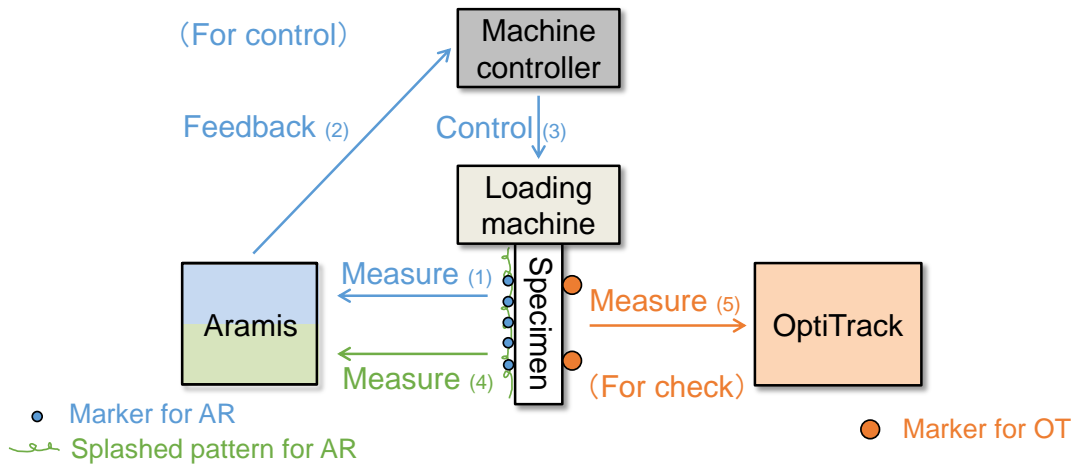 （For control）
Machine
controller
Feedback (2)
Control (3)
Loading
machine
Specimen
Measure (1)
Aramis
Measure (4)
Measure (5)
OptiTrack
（For check）
Marker for AR
Splashed pattern for AR
Marker for OT